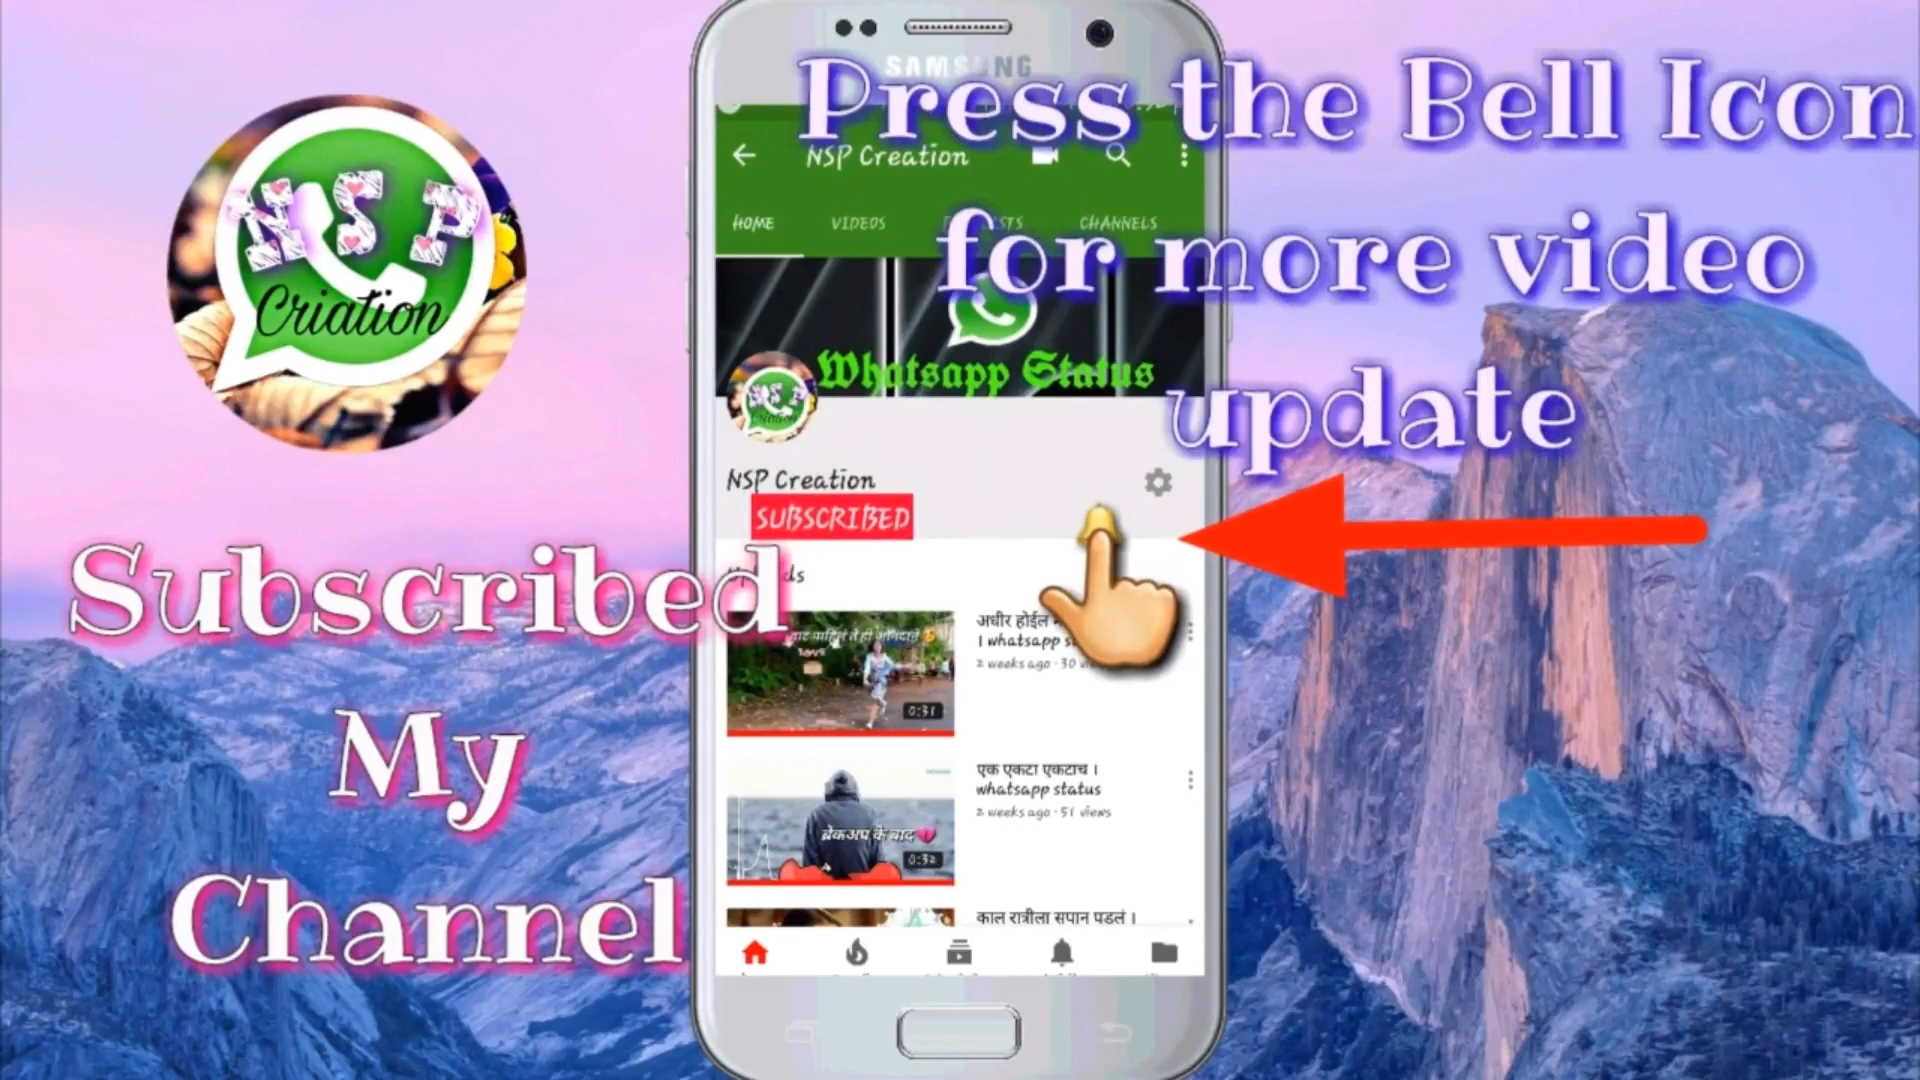 N S P
Criation
Subscribed
My
Channel
SAMSUNG
Press the Bell Icon
for more video
update
NSP Creation
HOME
VIDEOS
CHANNELS
Whatsapp Status
NSP Creation
SUBSCRIBED
वाट पाहिन
love
0:31
अधीर होईल
। whatsapp
2 weeks ago · 30
ब्रेकअप के बाद 💔
0:32
एक एकटा एकटाच ।
whatsapp status
2 weeks ago · 51 views
काल रात्रीला सपान पडलं ।